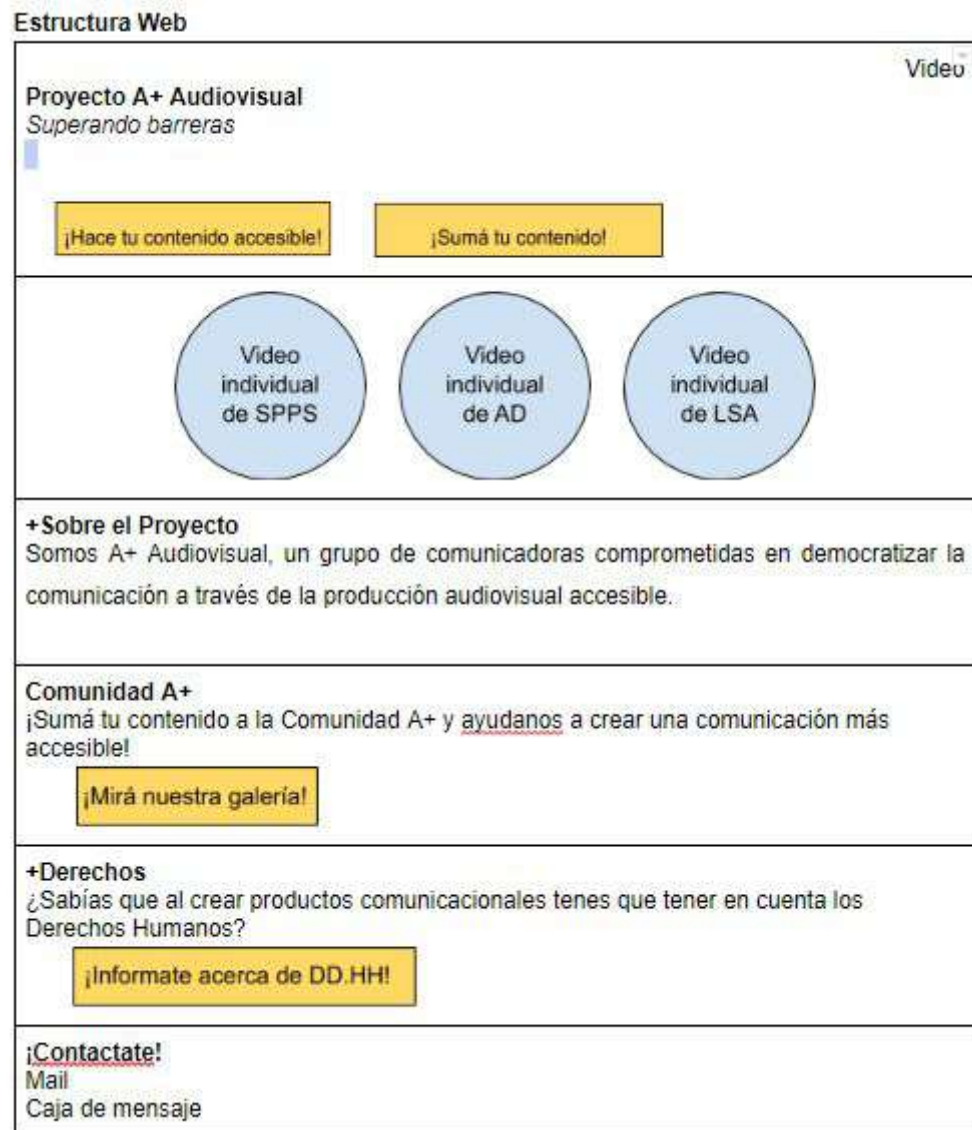 Estructura Web
Video
Proyecto A+ Audiovisual
Superando barreras
¡Hace tu contenido accesible!
¡Sumá tu contenido!
Video
individual
de SPPS
Video
individual
de AD
Video
individual
de LSA
+Sobre el Proyecto
Somos A+ Audiovisual, un grupo de comunicadoras comprometidas en democratizar la
comunicación a través de la producción audiovisual accesible.
Comunidad A+
¡Sumá tu contenido a la Comunidad A+ y ayudanos a crear una comunicación más
accesible!
¡Mirá nuestra galería!
+Derechos
¿Sabías que al crear productos comunicacionales tenes que tener en cuenta los
Derechos Humanos?
¡Informate acerca de DD.HH!
¡Contactate!
Mail
Caja de mensaje